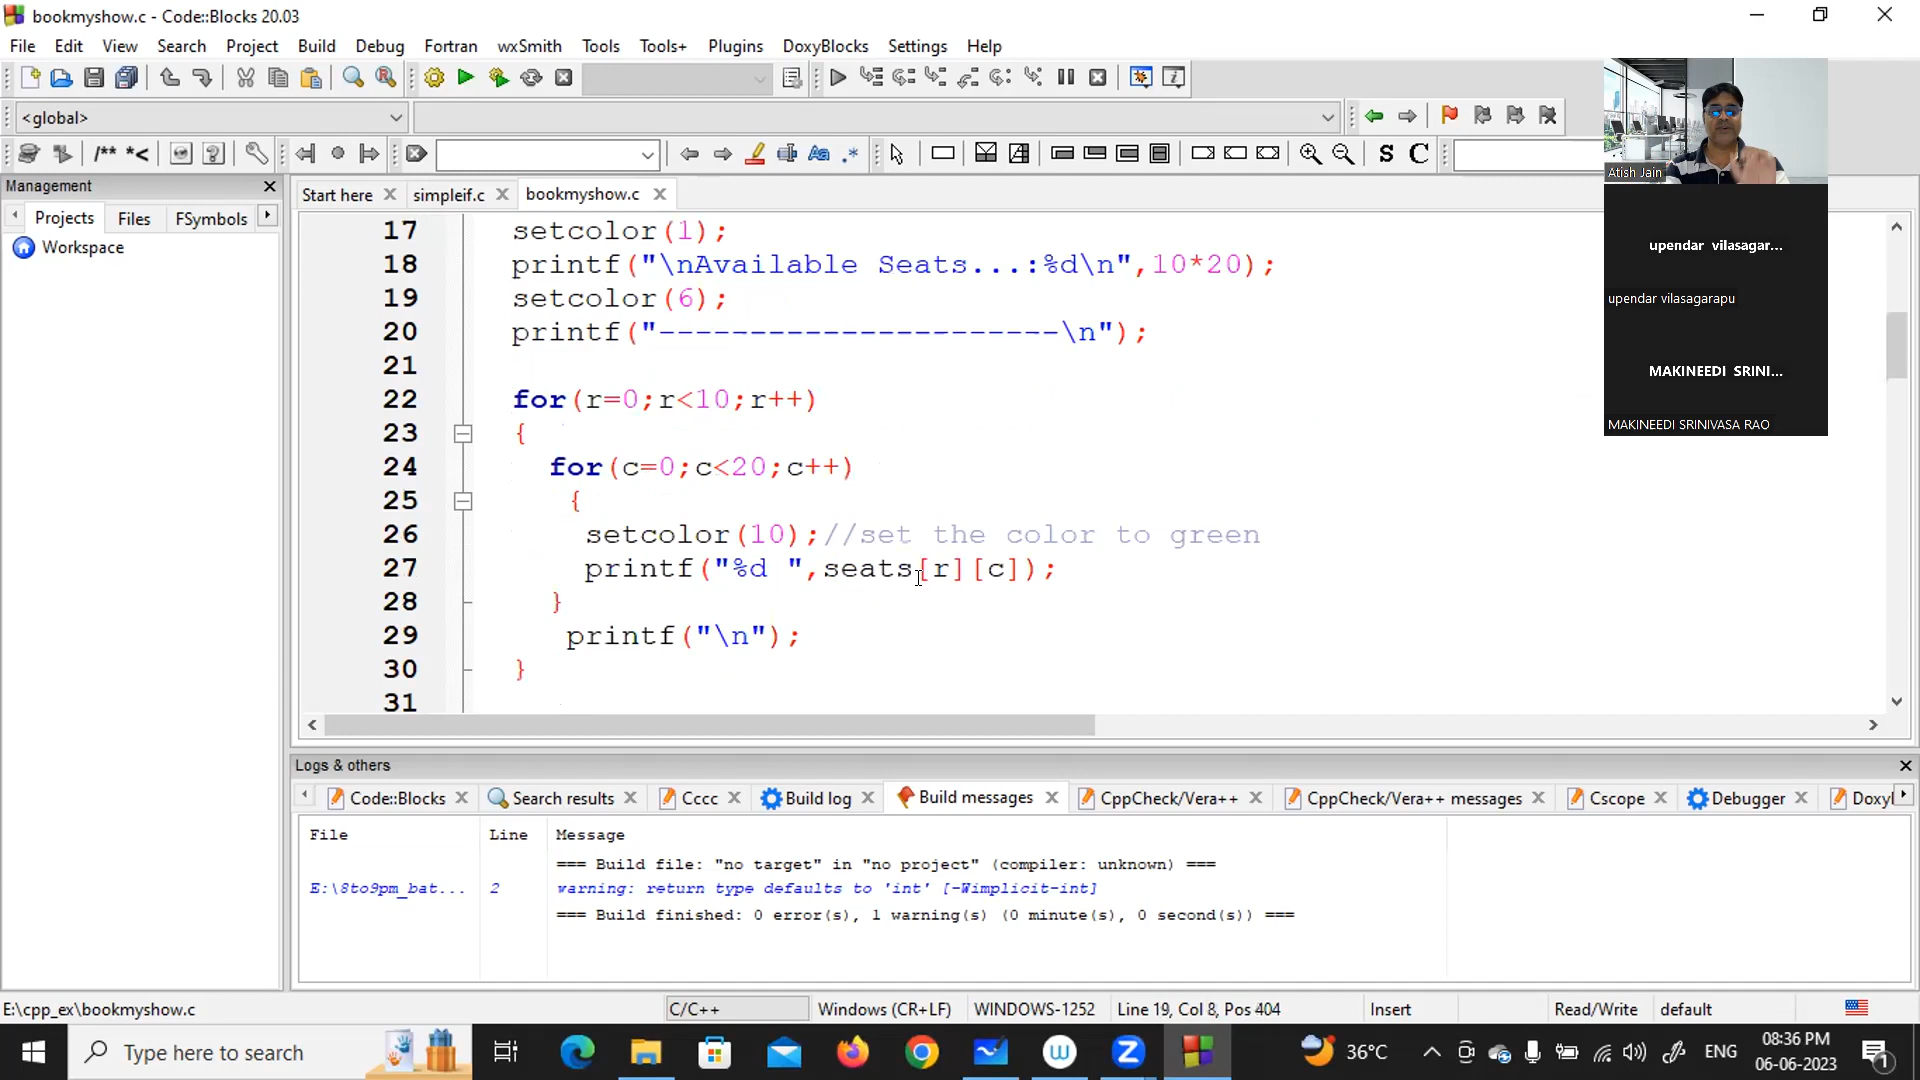 bookmyshow.c - Code::Blocks 20.03
File Edit View Search Project Build Debug Fortran wxSmith Tools Tools+ Plugins DoxyBlocks Settings Help
<global>
/** *< Aa .* S C
Management
Projects Files FSymbols
Workspace
Start here simpleif.c bookmyshow.c
17 setcolor(1);
18 printf("\nAvailable Seats...:%d\n",10*20);
19 setcolor(6);
20 printf("----------------------\n");
21
22 for(r=0;r<10;r++)
23 {
24 for(c=0;c<20;c++)
25 {
26 setcolor(10);//set the color to green
27 printf("%d ",seats[r][c]);
28 }
29 printf("\n");
30 }
31
Atish Jain
upendar vilasagar...
upendar vilasagarapu
MAKINEEDI SRINI...
MAKINEEDI SRINIVASA RAO
Logs & others
Code::Blocks Search results Cccc Build log Build messages CppCheck/Vera++ CppCheck/Vera++ messages Cscope Debugger Doxyl
File Line Message
=== Build file: "no target" in "no project" (compiler: unknown) ===
E:\8to9pm_bat... 2 warning: return type defaults to 'int' [-Wimplicit-int]
=== Build finished: 0 error(s), 1 warning(s) (0 minute(s), 0 second(s)) ===
E:\cpp_ex\bookmyshow.c C/C++ Windows (CR+LF) WINDOWS-1252 Line 19, Col 8, Pos 404 Insert Read/Write default
Type here to search 36°C ENG 08:36 PM
06-06-2023 1